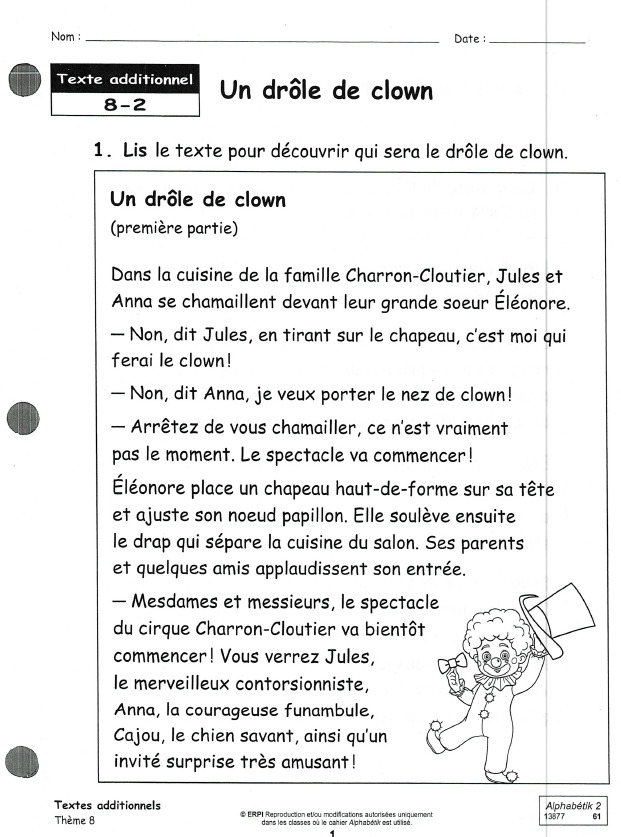 Nom : Date :
Texte additionnel
8-2
Un drôle de clown
1. Lis le texte pour découvrir qui sera le drôle de clown.
Un drôle de clown
(première partie)
Dans la cuisine de la famille Charron-Cloutier, Jules et
Anna se chamaillent devant leur grande soeur Éléonore.
— Non, dit Jules, en tirant sur le chapeau, c'est moi qui
ferai le clown!
— Non, dit Anna, je veux porter le nez de clown!
— Arrêtez de vous chamailler, ce n'est vraiment
pas le moment. Le spectacle va commencer!
Éléonore place un chapeau haut-de-forme sur sa tête
et ajuste son noeud papillon. Elle soulève ensuite
le drap qui sépare la cuisine du salon. Ses parents
et quelques amis applaudissent son entrée.
— Mesdames et messieurs, le spectacle
du cirque Charron-Cloutier va bientôt
commencer! Vous verrez Jules,
le merveilleux contorsionniste,
Anna, la courageuse funambule,
Cajou, le chien savant, ainsi qu'un
invité surprise très amusant!
Textes additionnels
Thème 8
© ERPI Reproduction et/ou modifications autorisées uniquement
dans les classes où le cahier Alphabétik est utilisé.
1
Alphabétik 2
13877 61